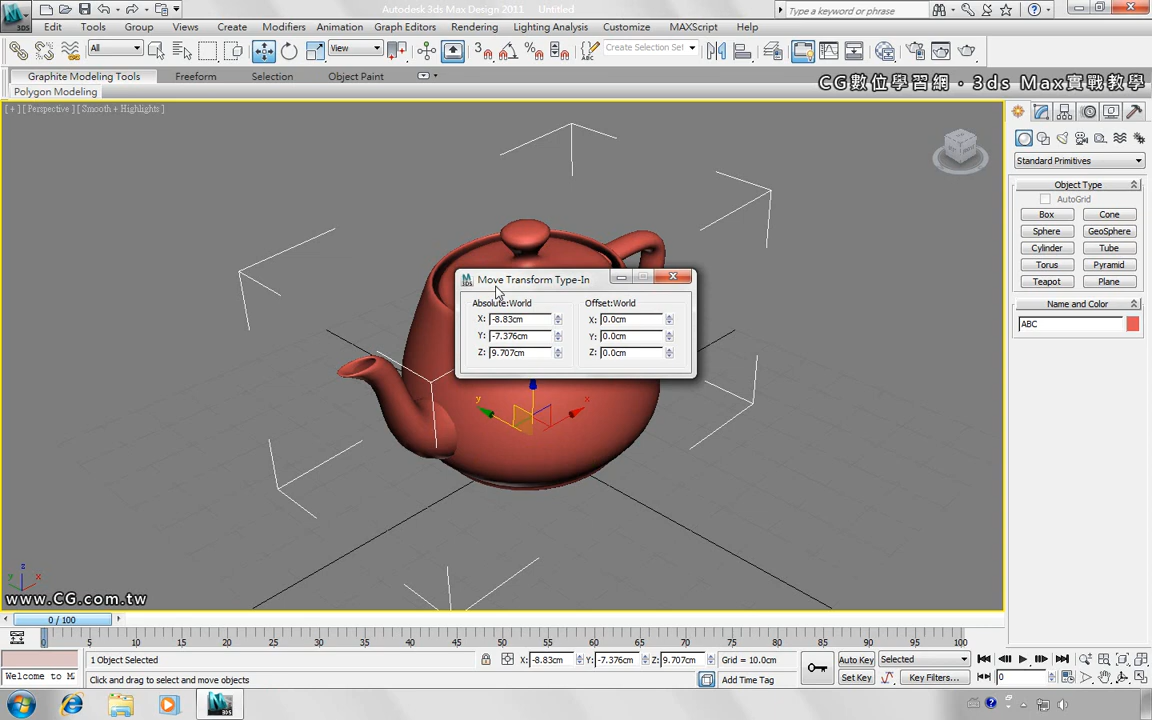 Autodesk 3ds Max Design 2011 Untitled
Type a keyword or phrase
Edit Tools Group Views Create Modifiers Animation Graph Editors Rendering Lighting Analysis Customize MAXScript Help
All View Create Selection Set
Graphite Modeling Tools Freeform Selection Object Paint
Polygon Modeling
CG數位學習網・3ds Max實戰教學
[ + ] [ Perspective ] [ Smooth + Highlights ]
Standard Primitives
Object Type
AutoGrid
Box Cone
Sphere GeoSphere
Cylinder Tube
Torus Pyramid
Teapot Plane
Name and Color
ABC
Move Transform Type-In
Absolute:World Offset:World
X: -8.83cm X: 0.0cm
Y: -7.376cm Y: 0.0cm
Z: 9.707cm Z: 0.0cm
y x
z
y x
www.CG.com.tw
0 / 100
0 5 10 15 20 25 30 35 40 45 50 55 60 65 70 75 80 85 90 95 100
1 Object Selected X: -8.83cm Y: -7.376cm Z: 9.707cm Grid = 10.0cm Auto Key Selected
Welcome to M Click and drag to select and move objects Add Time Tag Set Key Key Filters... 0